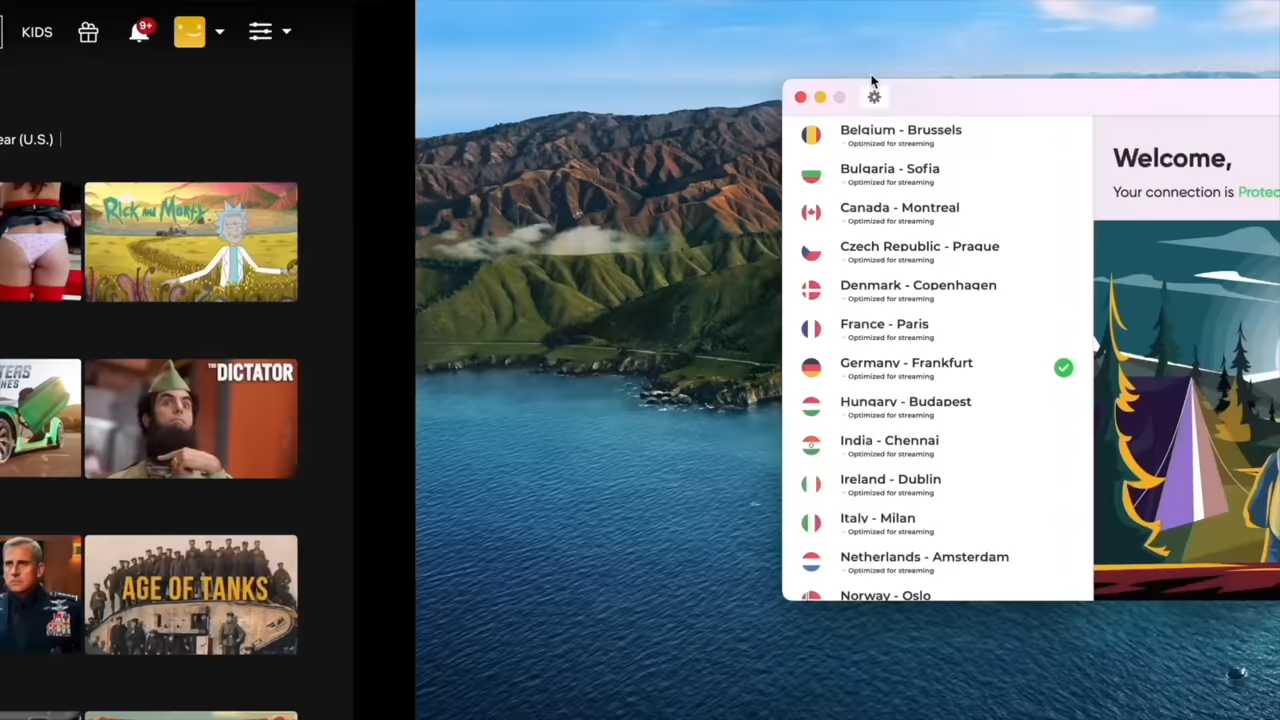 KIDS
9+
ear (U.S.)
RICK AND MORTY
TERS
NES
THE DICTATOR
AGE OF TANKS
Belgium - Brussels
Optimized for streaming
Bulgaria - Sofia
Optimized for streaming
Canada - Montreal
Optimized for streaming
Czech Republic - Prague
Optimized for streaming
Denmark - Copenhagen
Optimized for streaming
France - Paris
Optimized for streaming
Germany - Frankfurt
Optimized for streaming
Hungary - Budapest
Optimized for streaming
India - Chennai
Optimized for streaming
Ireland - Dublin
Optimized for streaming
Italy - Milan
Optimized for streaming
Netherlands - Amsterdam
Optimized for streaming
Norway - Oslo
Welcome,
Your connection is Protec